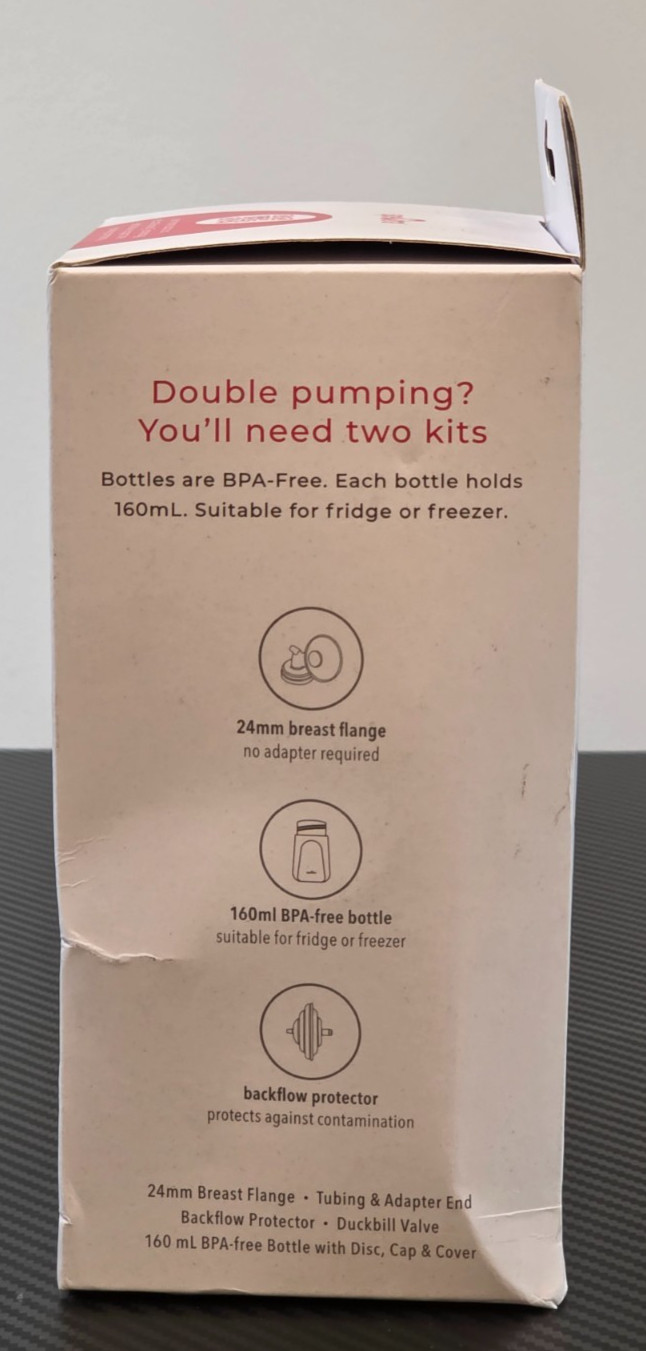 Double pumping?
You'll need two kits
Bottles are BPA-Free. Each bottle holds
160mL. Suitable for fridge or freezer.
24mm breast flange
no adapter required
160ml BPA-free bottle
suitable for fridge or freezer
backflow protector
protects against contamination
24mm Breast Flange • Tubing & Adapter End
Backflow Protector • Duckbill Valve
160 mL BPA-free Bottle with Disc, Cap & Cover